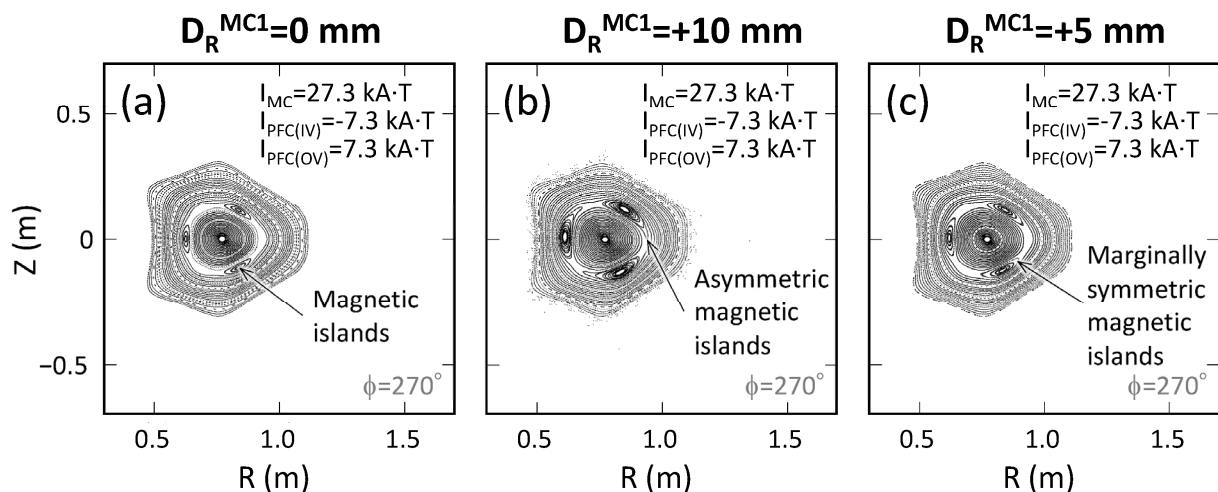 D_R^MC1=0 mm
D_R^MC1=+10 mm
D_R^MC1=+5 mm
(a)
I_MC=27.3 kA·T
I_PFC(IV)=-7.3 kA·T
I_PFC(OV)=7.3 kA·T
Magnetic
islands
ϕ=270°
(b)
I_MC=27.3 kA·T
I_PFC(IV)=-7.3 kA·T
I_PFC(OV)=7.3 kA·T
Asymmetric
magnetic
islands
ϕ=270°
(c)
I_MC=27.3 kA·T
I_PFC(IV)=-7.3 kA·T
I_PFC(OV)=7.3 kA·T
Marginally
symmetric
magnetic
islands
ϕ=270°
Z (m)
0.5
0
−0.5
0.5 1.0 1.5
0.5 1.0 1.5
0.5 1.0 1.5
R (m)
R (m)
R (m)